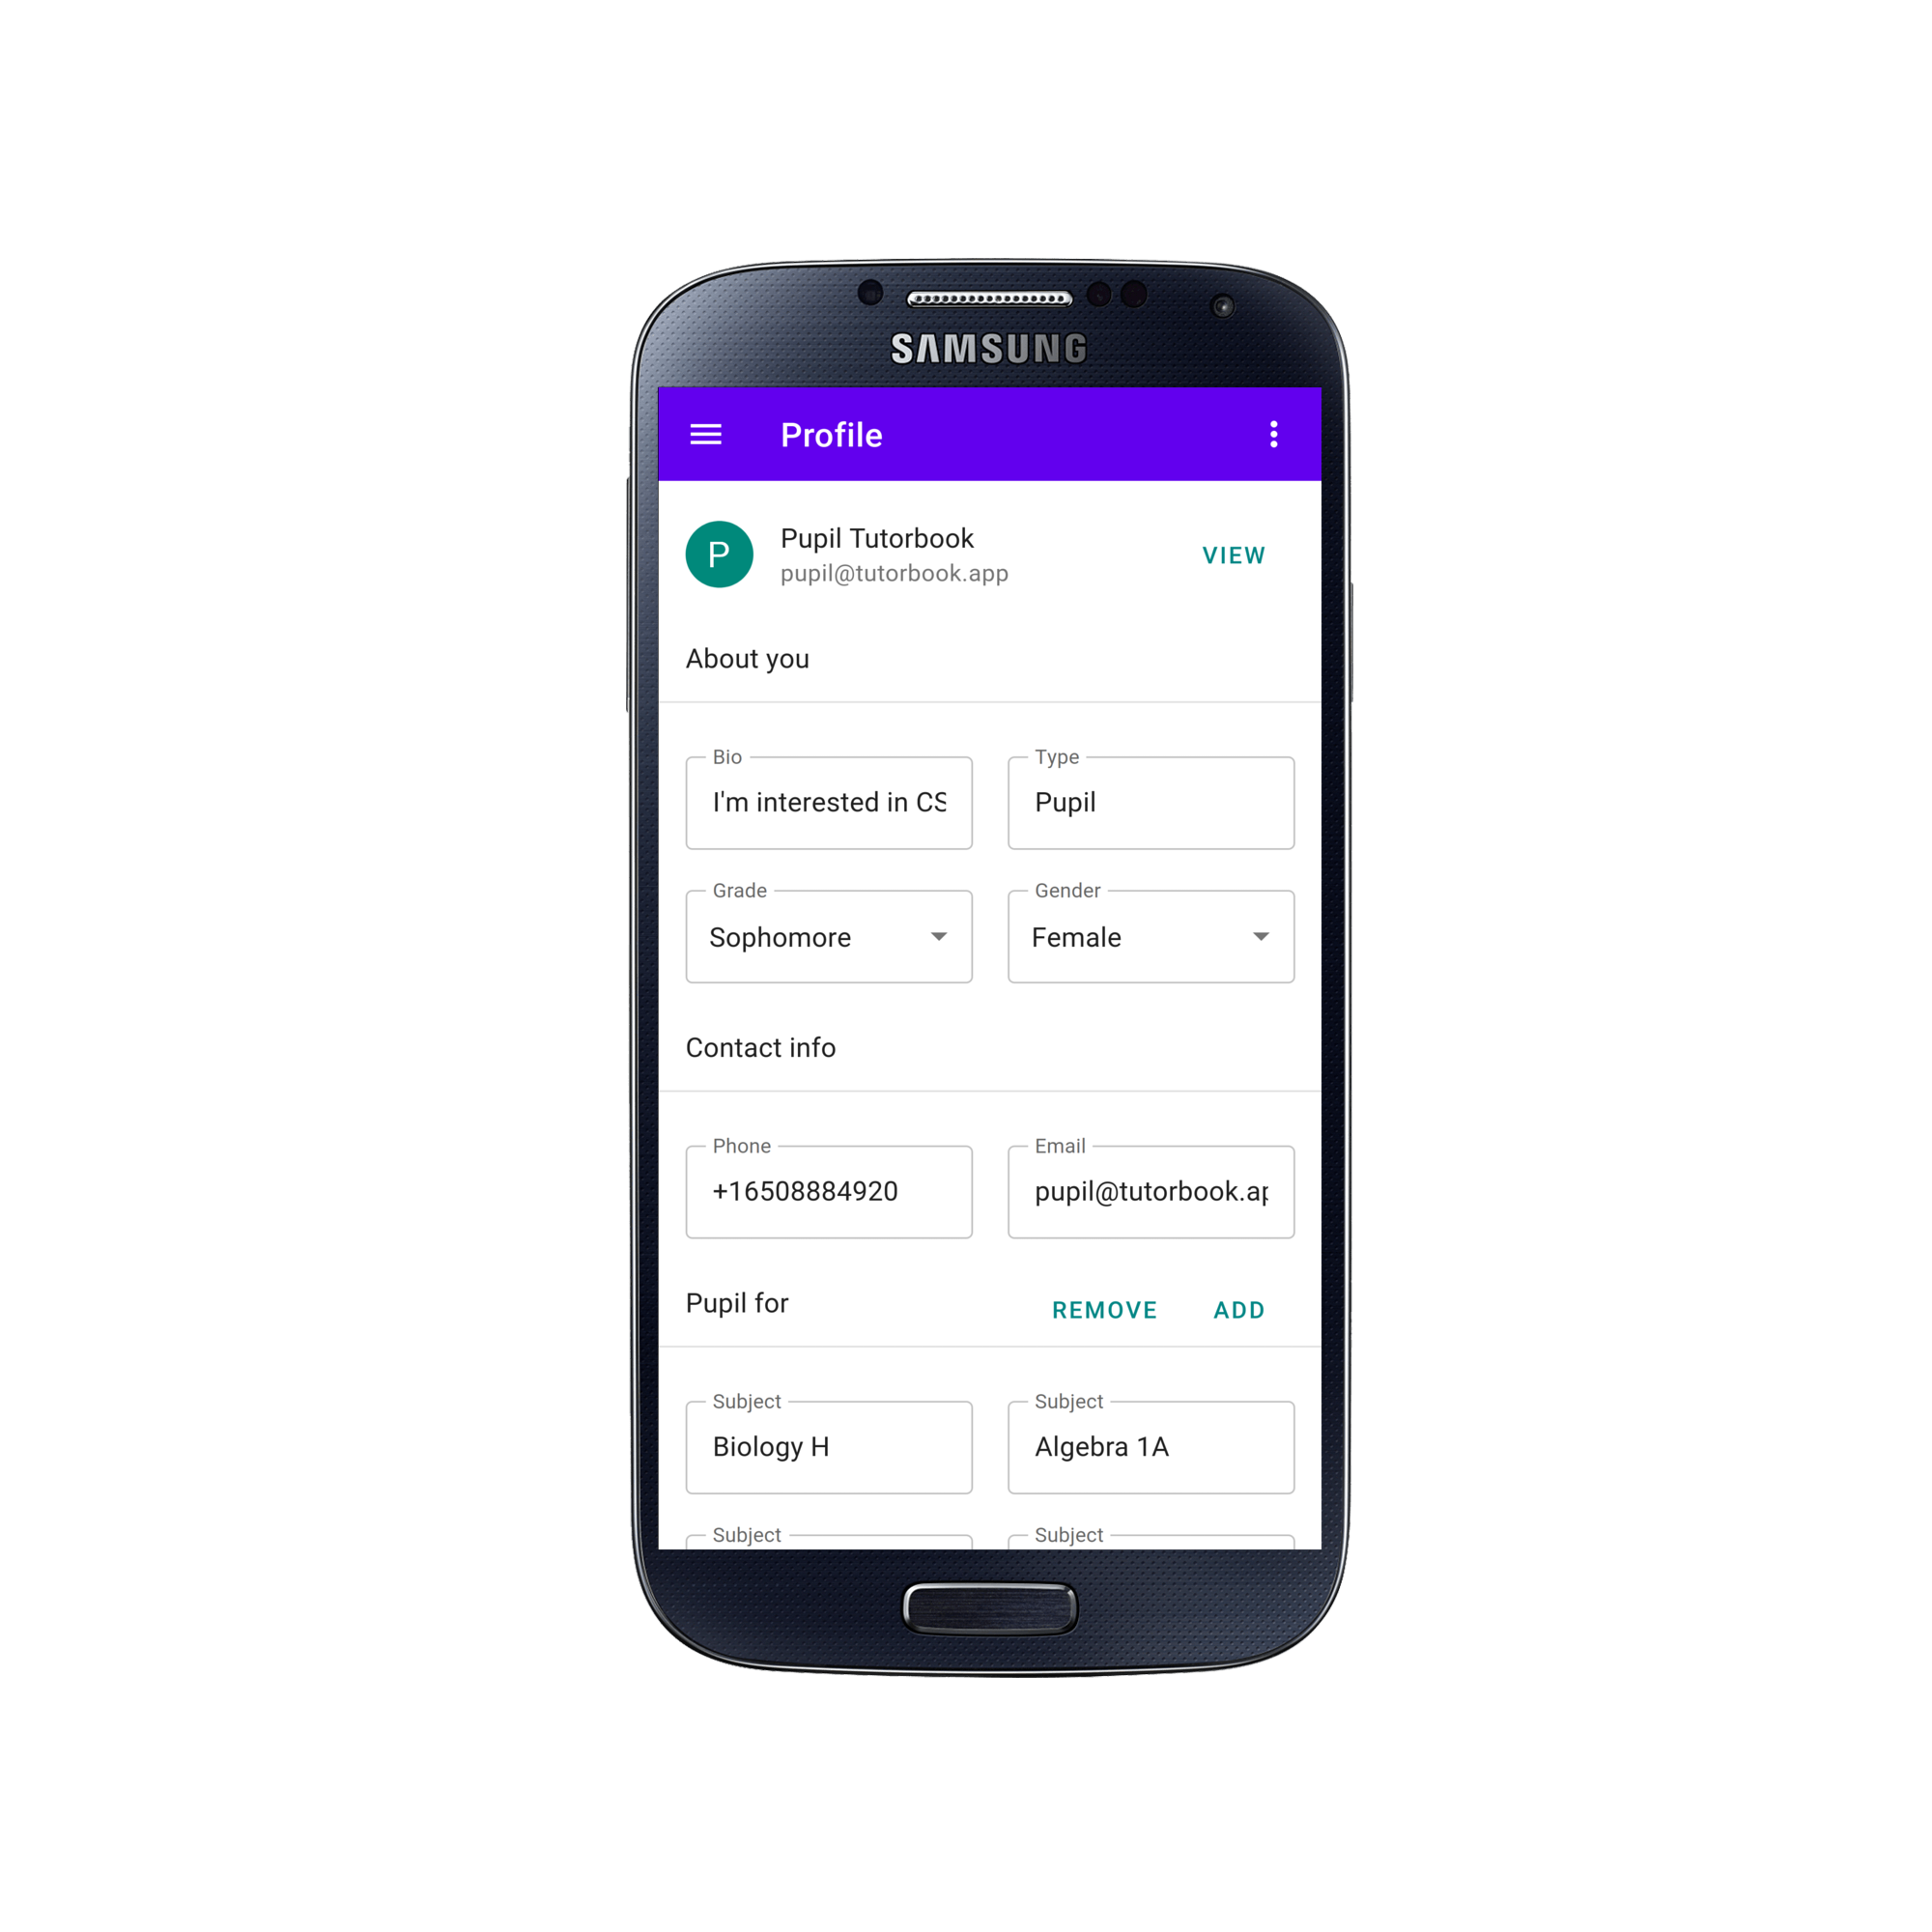 SAMSUNG
Profile
P
Pupil Tutorbook
pupil@tutorbook.app
VIEW
About you
Bio
Type
I'm interested in CS
Pupil
Grade
Gender
Sophomore
Female
Contact info
Phone
Email
+16508884920
pupil@tutorbook.ap
Pupil for
REMOVE
ADD
Subject
Subject
Biology H
Algebra 1A
Subject
Subject